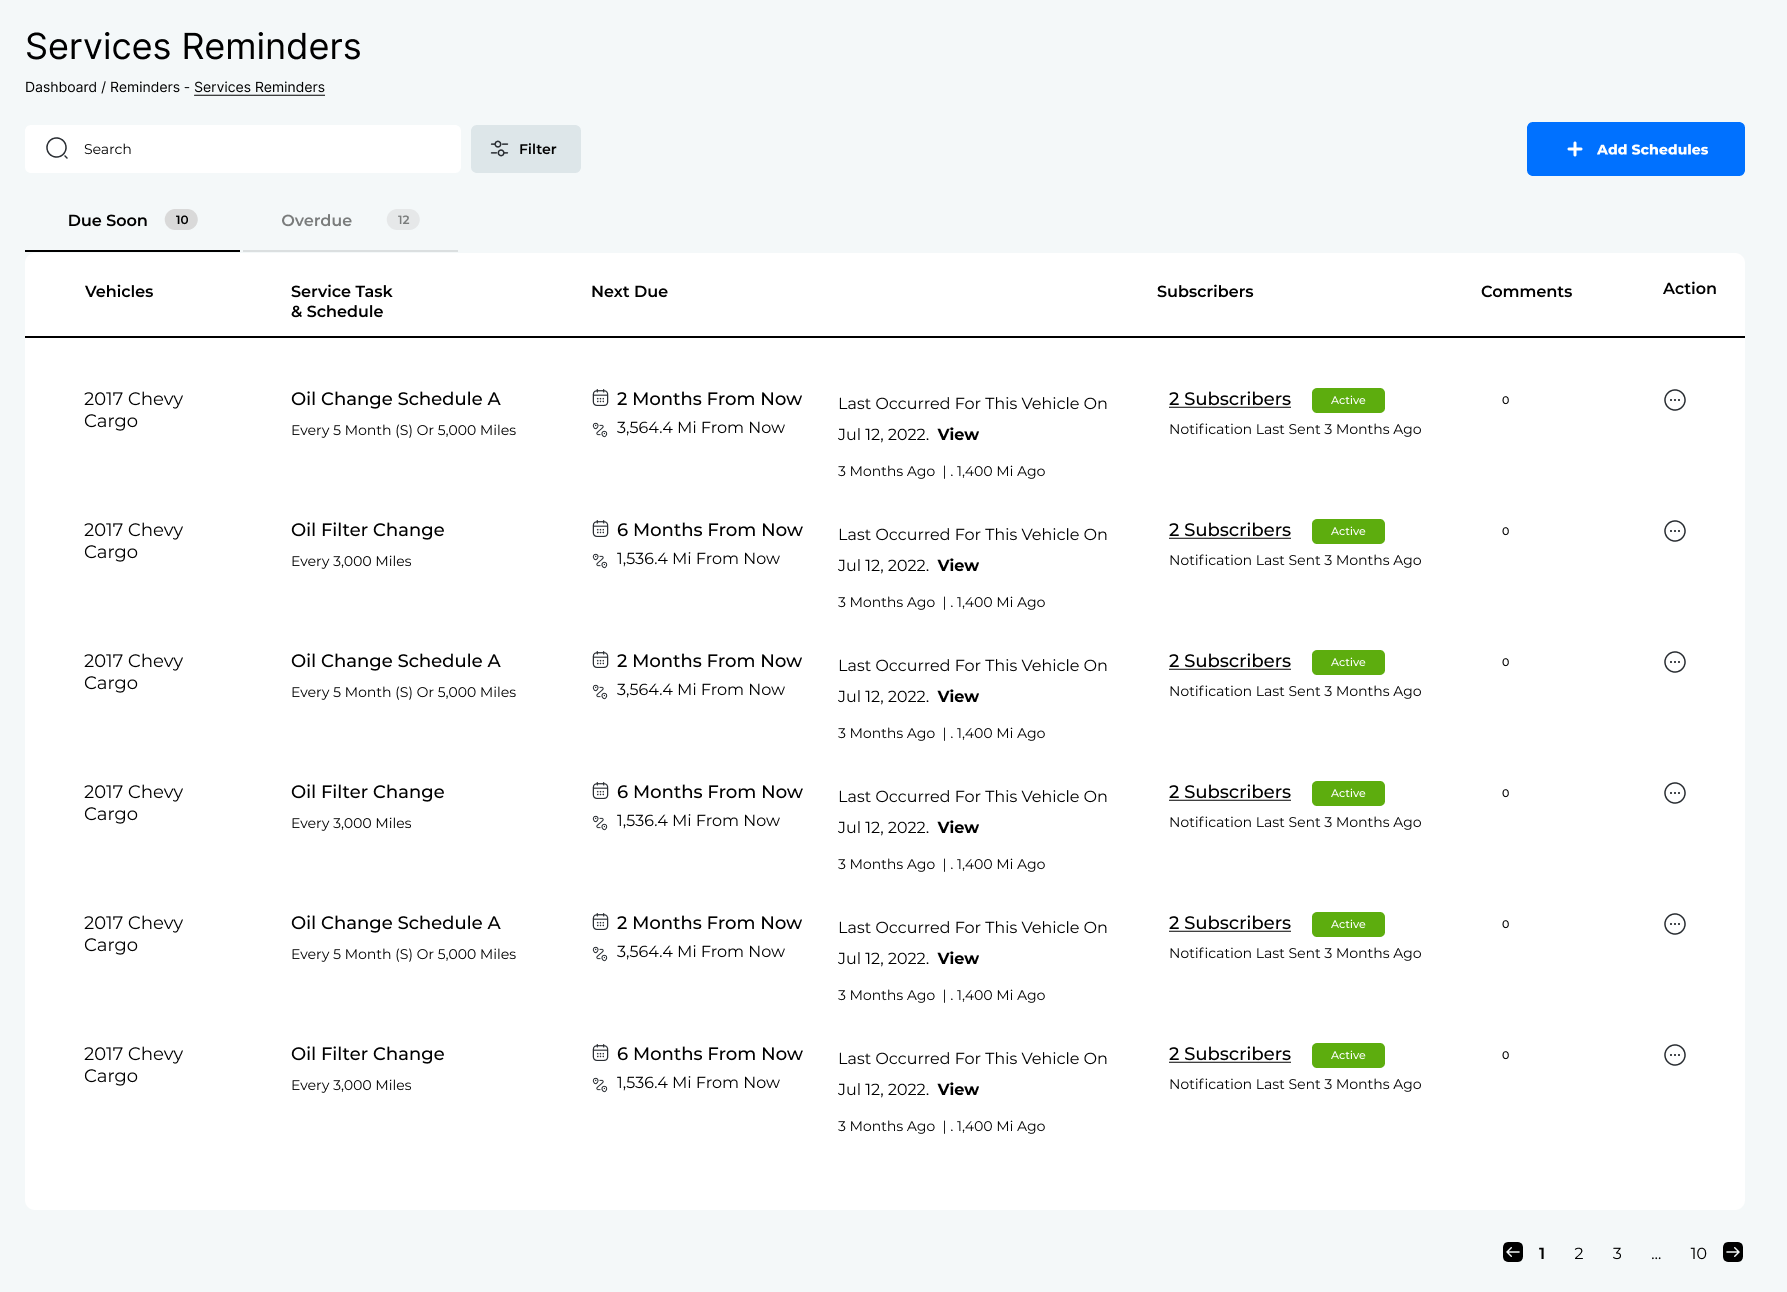 Services Reminders
Dashboard / Reminders - Services Reminders
Search
Filter
Add Schedules
Due Soon 10
Overdue 12
Vehicles
Service Task
& Schedule
Next Due
Subscribers
Comments
Action
2017 Chevy
Cargo
Oil Change Schedule A
Every 5 Month (S) Or 5,000 Miles
2 Months From Now
3,564.4 Mi From Now
Last Occurred For This Vehicle On
Jul 12, 2022. View
3 Months Ago | . 1,400 Mi Ago
2 Subscribers Active
Notification Last Sent 3 Months Ago
0
2017 Chevy
Cargo
Oil Filter Change
Every 3,000 Miles
6 Months From Now
1,536.4 Mi From Now
Last Occurred For This Vehicle On
Jul 12, 2022. View
3 Months Ago | . 1,400 Mi Ago
2 Subscribers Active
Notification Last Sent 3 Months Ago
0
2017 Chevy
Cargo
Oil Change Schedule A
Every 5 Month (S) Or 5,000 Miles
2 Months From Now
3,564.4 Mi From Now
Last Occurred For This Vehicle On
Jul 12, 2022. View
3 Months Ago | . 1,400 Mi Ago
2 Subscribers Active
Notification Last Sent 3 Months Ago
0
2017 Chevy
Cargo
Oil Filter Change
Every 3,000 Miles
6 Months From Now
1,536.4 Mi From Now
Last Occurred For This Vehicle On
Jul 12, 2022. View
3 Months Ago | . 1,400 Mi Ago
2 Subscribers Active
Notification Last Sent 3 Months Ago
0
2017 Chevy
Cargo
Oil Change Schedule A
Every 5 Month (S) Or 5,000 Miles
2 Months From Now
3,564.4 Mi From Now
Last Occurred For This Vehicle On
Jul 12, 2022. View
3 Months Ago | . 1,400 Mi Ago
2 Subscribers Active
Notification Last Sent 3 Months Ago
0
2017 Chevy
Cargo
Oil Filter Change
Every 3,000 Miles
6 Months From Now
1,536.4 Mi From Now
Last Occurred For This Vehicle On
Jul 12, 2022. View
3 Months Ago | . 1,400 Mi Ago
2 Subscribers Active
Notification Last Sent 3 Months Ago
0
1 2 3 ... 10